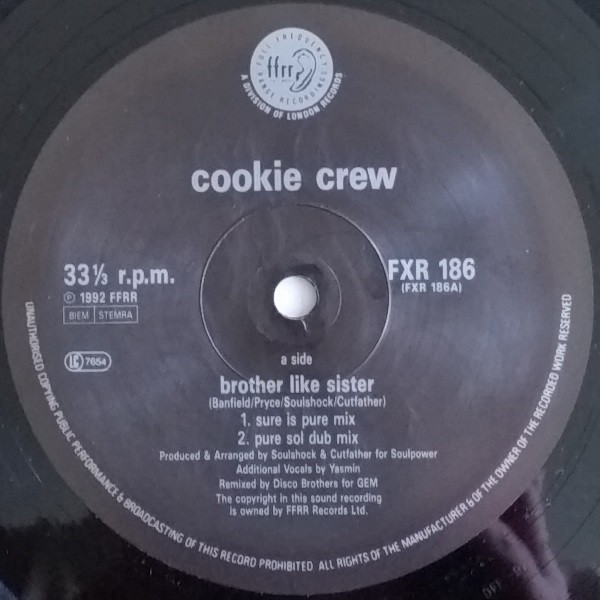 FULL FREQUENCY
ffrr
RANGE RECORDINGS
A DIVISION OF LONDON RECORDS
cookie crew
33⅓ r.p.m.
℗ 1992 FFRR
BIEM STEMRA
LC 7654
FXR 186
(FXR 186A)
a side
brother like sister
(Banfield/Pryce/Soulshock/Cutfather)
1. sure is pure mix
2. pure sol dub mix
Produced & Arranged by Soulshock & Cutfather for Soulpower
Additional Vocals by Yasmin
Remixed by Disco Brothers for GEM
The copyright in this sound recording
is owned by FFRR Records Ltd.
UNAUTHORISED COPYING PUBLIC PERFORMANCE & BROADCASTING OF THIS RECORD PROHIBITED ALL RIGHTS OF THE MANUFACTURER & OF THE OWNER OF THE RECORDED WORK RESERVED